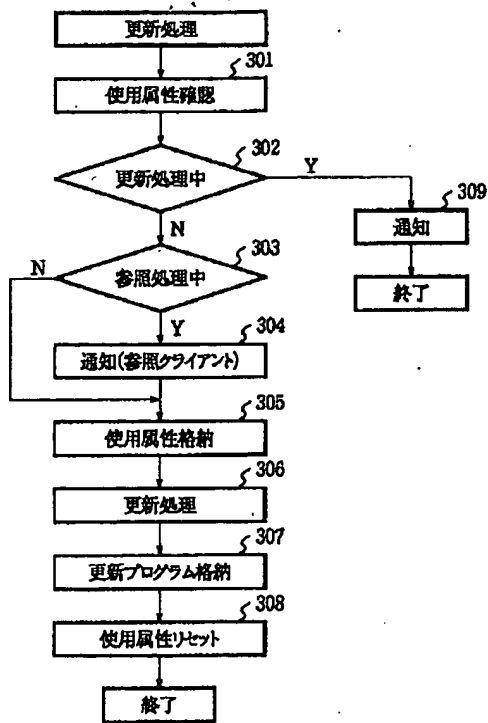 更新処理
301
使用属性確認
302
更新処理中
Y
309
通知
N
303
終了
N
参照処理中
Y
304
通知(参照クライアント)
305
使用属性格納
306
更新処理
307
更新プログラム格納
308
使用属性リセット
終了